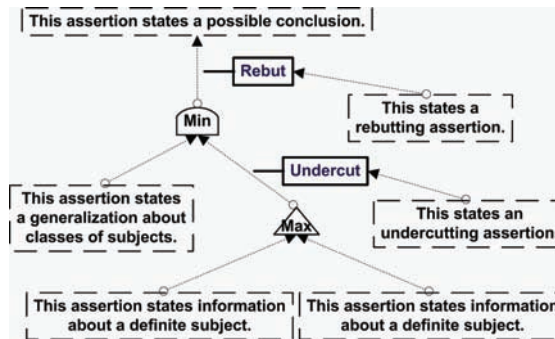 This assertion states a possible conclusion.
Rebut
This states a
rebutting assertion.
Min
Undercut
This assertion states
a generalization about
classes of subjects.
This states an
undercutting assertion
Max
This assertion states information
about a definite subject.
This assertion states information
about a definite subject.